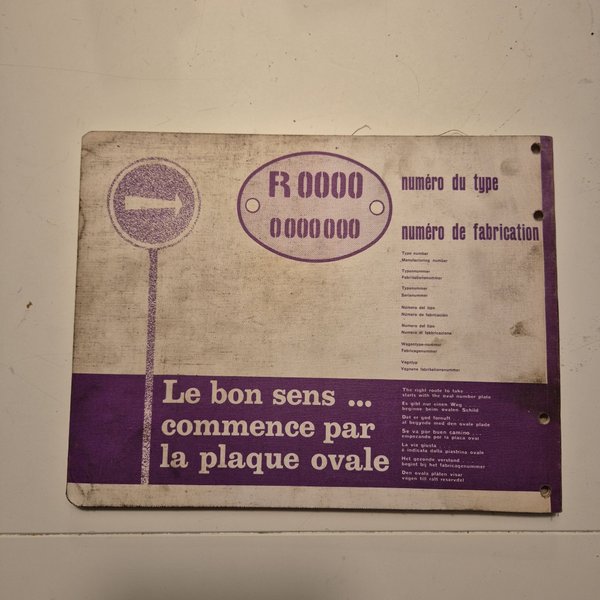 R 0000
0000000
numéro du type
numéro de fabrication
Type number
Manufacturing number
Typennummer
Fabrikationsnummer
Typenummer
Serienummer
Número del tipo
Número de fabricación
Numero del tipo
Numero di fabbricazione
Wagentype-nummer
Fabricagenummer
Vagntyp
Vagnens fabrikationsnummer
Le bon sens ...
commence par
la plaque ovale
The right route to take
starts with the oval number plate
Es gibt nur einen Weg
beginne beim ovalen Schild
Det er god fornuft
at begynde med den ovale plade
Se va por buen camino ...
empezando por la placa oval
La via giusta
è indicata dalla piastrina ovale
Het gezonde verstand
begint bij het fabricagenummer
Den ovala plåten visar
vägen till rätt reservdel